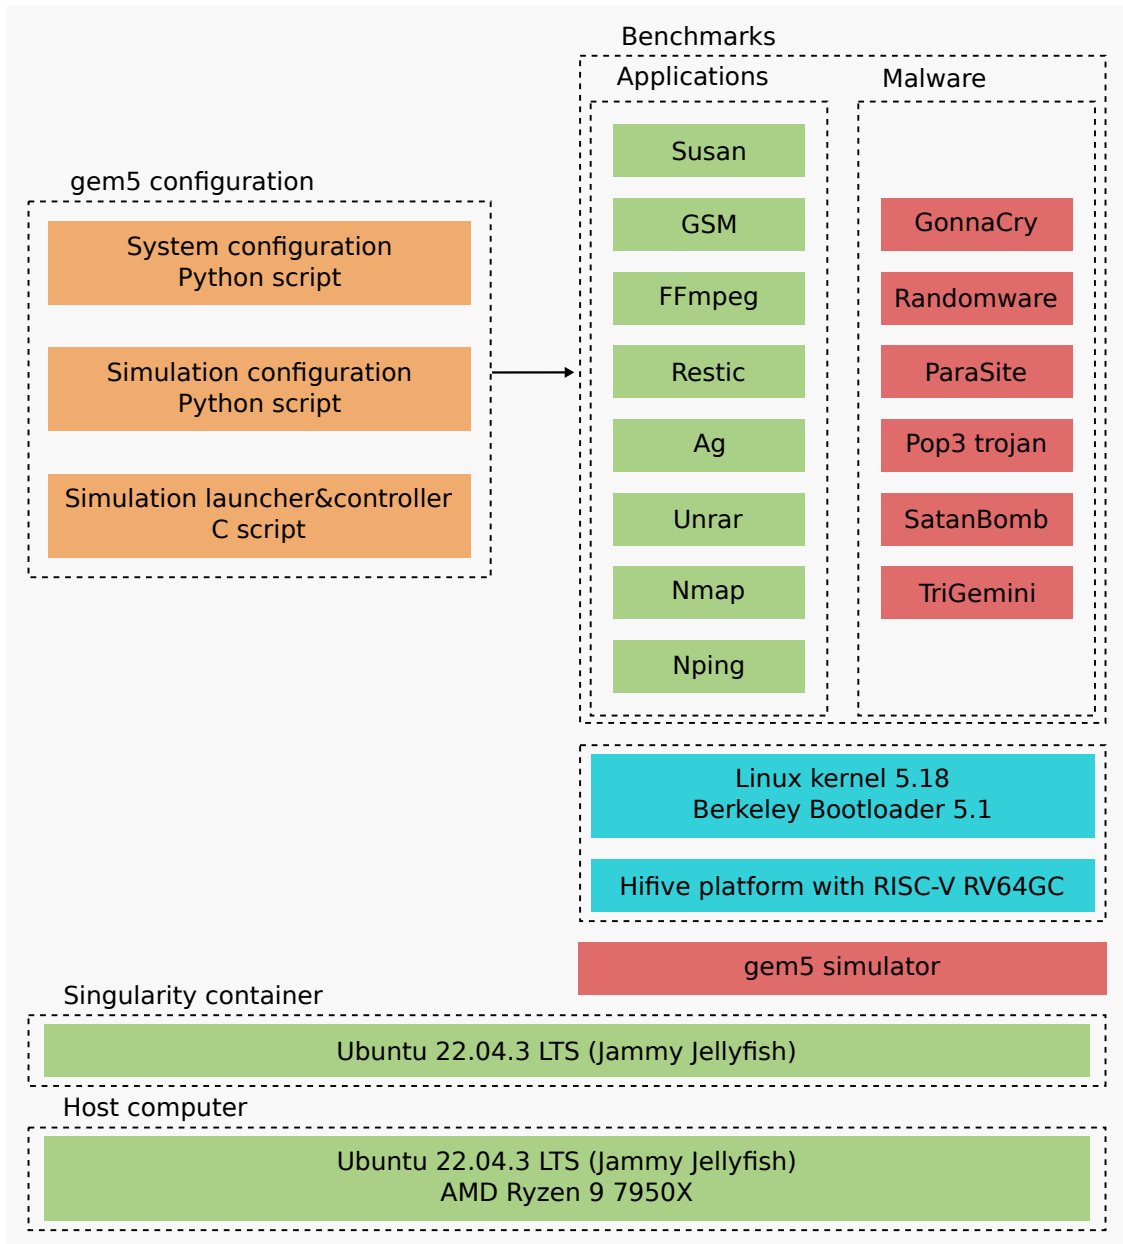 Benchmarks
Applications
Malware
Susan
GSM
FFmpeg
Restic
Ag
Unrar
Nmap
Nping
GonnaCry
Randomware
ParaSite
Pop3 trojan
SatanBomb
TriGemini
gem5 configuration
System configuration
Python script
Simulation configuration
Python script
Simulation launcher&controller
C script
Linux kernel 5.18
Berkeley Bootloader 5.1
Hifive platform with RISC-V RV64GC
gem5 simulator
Singularity container
Ubuntu 22.04.3 LTS (Jammy Jellyfish)
Host computer
Ubuntu 22.04.3 LTS (Jammy Jellyfish)
AMD Ryzen 9 7950X